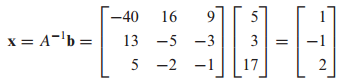 x = A⁻¹b = [ −40 16 9 ] [ 5 ] = [ 1 ]
[ 13 −5 −3 ] [ 3 ] [ −1 ]
[ 5 −2 −1 ] [ 17 ] [ 2 ]